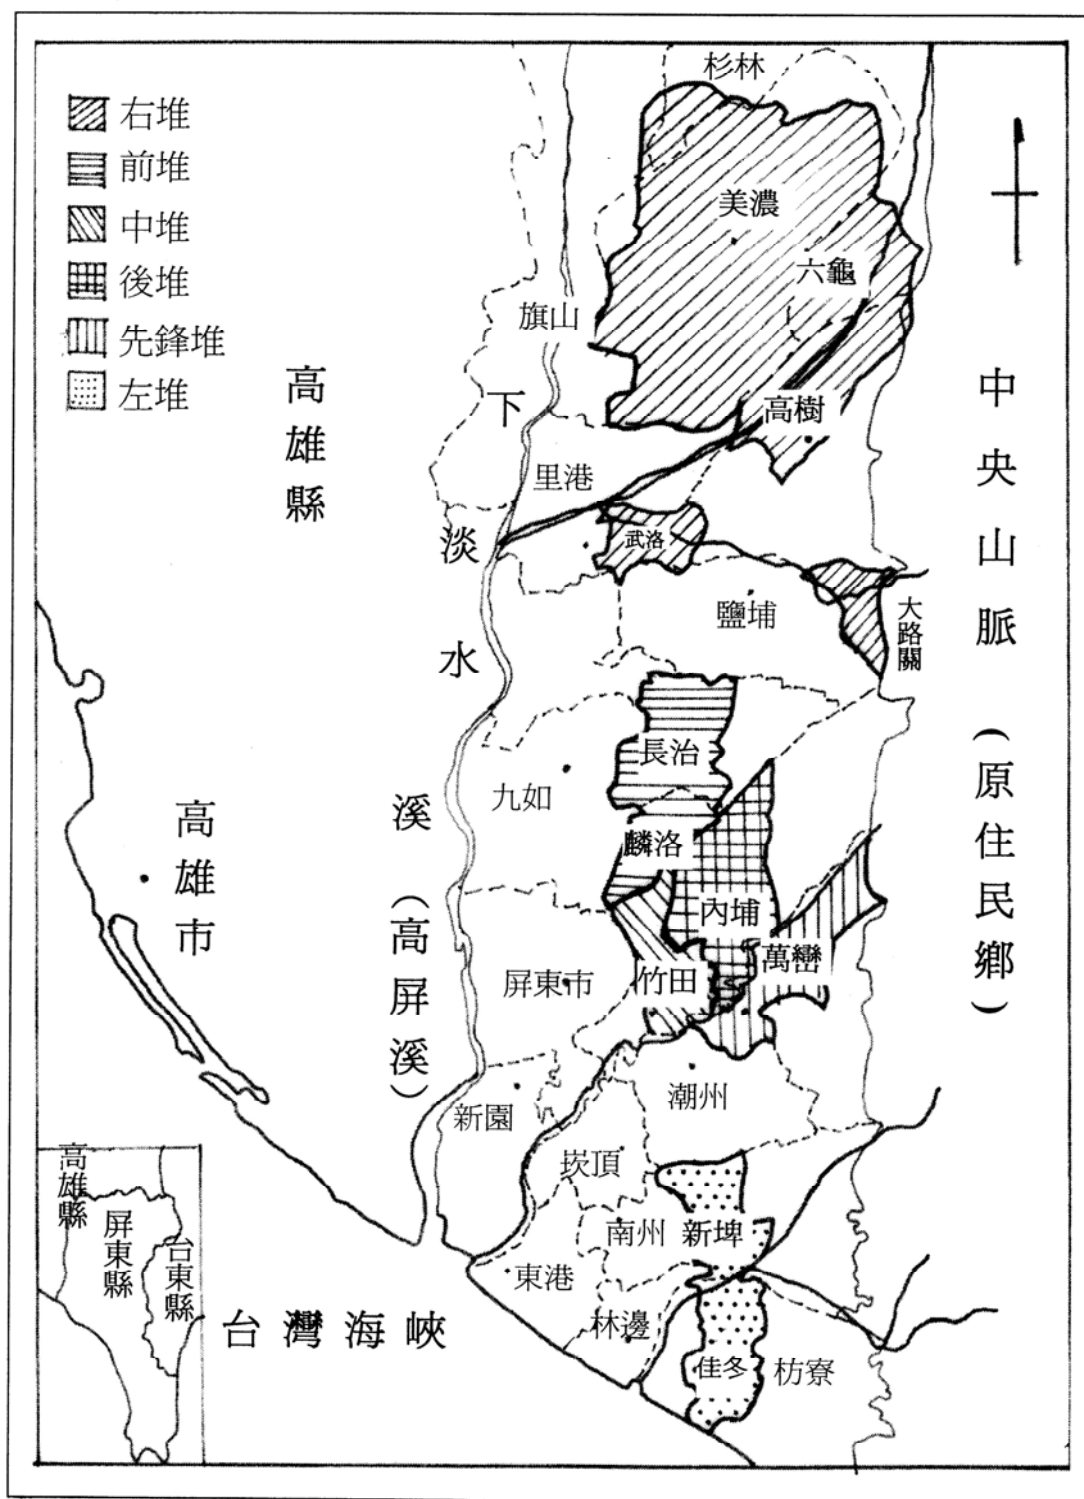 右堆
前堆
中堆
後堆
先鋒堆
左堆
杉林
美濃
六龜
旗山
高樹
里港
武洛
鹽埔
大路關
長治
九如
麟洛
內埔
萬巒
竹田
屏東市
潮州
新園
崁頂
南州
新埤
東港
林邊
佳冬
枋寮
高雄縣
高雄市
下淡水溪(高屏溪)
中央山脈(原住民鄉)
台灣海峽
高雄縣
屏東縣
台東縣